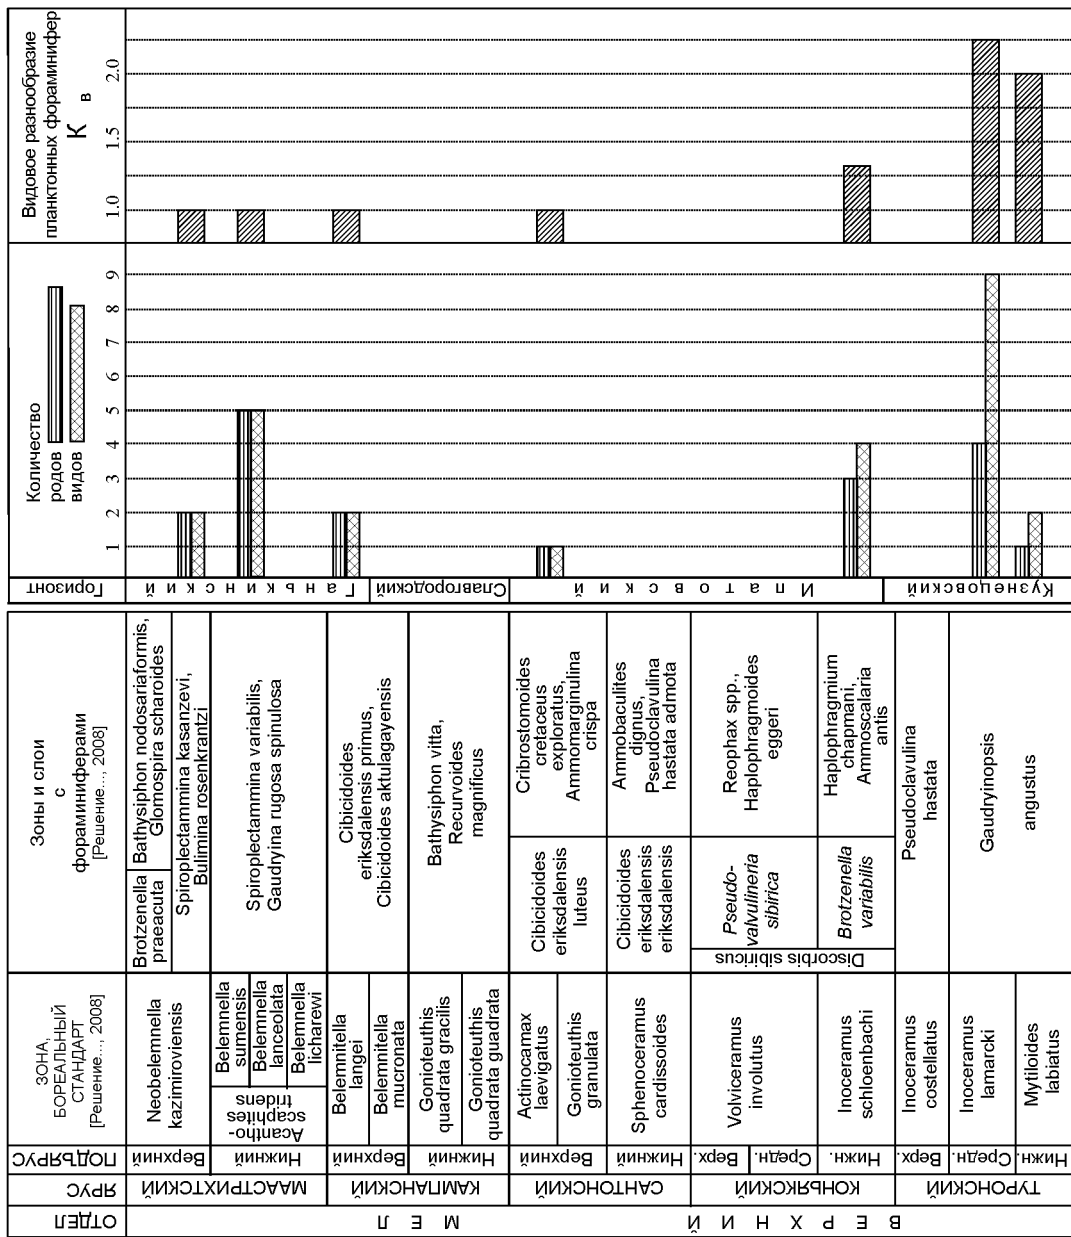 Видовое разнообразие
планктонных фораминифер
К в
1.0
1.5
2.0
Количество
родов
видов
1
2
3
4
5
6
7
8
9
Горизонт
Ганькинский
Славгородский
Ипатовский
Кузнецовский
Зоны и слои
с
фораминиферами
[Решение..., 2008]
Bathysiphon nodosariaformis,
Glomospira scharoides
Brotzenella
praeacuta
Spiroplectammina kasanzevi,
Bulimina rosenkrantzi
Spiroplectammina variabilis,
Gaudryina rugosa spinulosa
Cibicidoides
eriksdalensis primus,
Cibicidoides aktulagayensis
Bathysiphon vitta,
Recurvoides
magnificus
Cribrostomoides
cretaceus
exploratus,
Ammomarginulina
crispa
Cibicidoides
eriksdalensis
luteus
Ammobaculites
dignus,
Pseudoclavulina
hastata admota
Cibicidoides
eriksdalensis
eriksdalensis
Reophax spp.,
Haplophragmoides
eggeri
Pseudo-
valvulineria
sibirica
Haplophragmium
chapmani,
Ammoscalaria
antis
Brotzenella
variabilis
Discorbis sibiricus
Pseudoclavulina
hastata
Gaudryinopsis
angustus
ЗОНА,
БОРЕАЛЬНЫЙ
СТАНДАРТ
[Решение..., 2008]
Neobelemnella
kazimiroviensis
Belemnella
sumensis
Belemnella
lanceolata
Belemnella
licharewi
Acantho-
scaphites
tridens
Belemnitella
langei
Belemnitella
mucronata
Gonioteuthis
quadrata gracilis
Gonioteuthis
quadrata guadrata
Actinocamax
laevigatus
Gonioteuthis
granulata
Sphenoceramus
cardissoides
Volviceramus
involutus
Inoceramus
schloenbachi
Inoceramus
costellatus
Inoceramus
lamarcki
Mytiloides
labiatus
ПОДЪЯРУС
Верхний
Нижний
Верхний
Нижний
Верхний
Нижний
Верх.
Средн.
Нижн.
Верх.
Средн.
Нижн.
ЯРУС
МААСТРИХТСКИЙ
КАМПАНСКИЙ
САНТОНСКИЙ
КОНЬЯКСКИЙ
ТУРОНСКИЙ
ОТДЕЛ
ВЕРХНИЙ МЕЛ